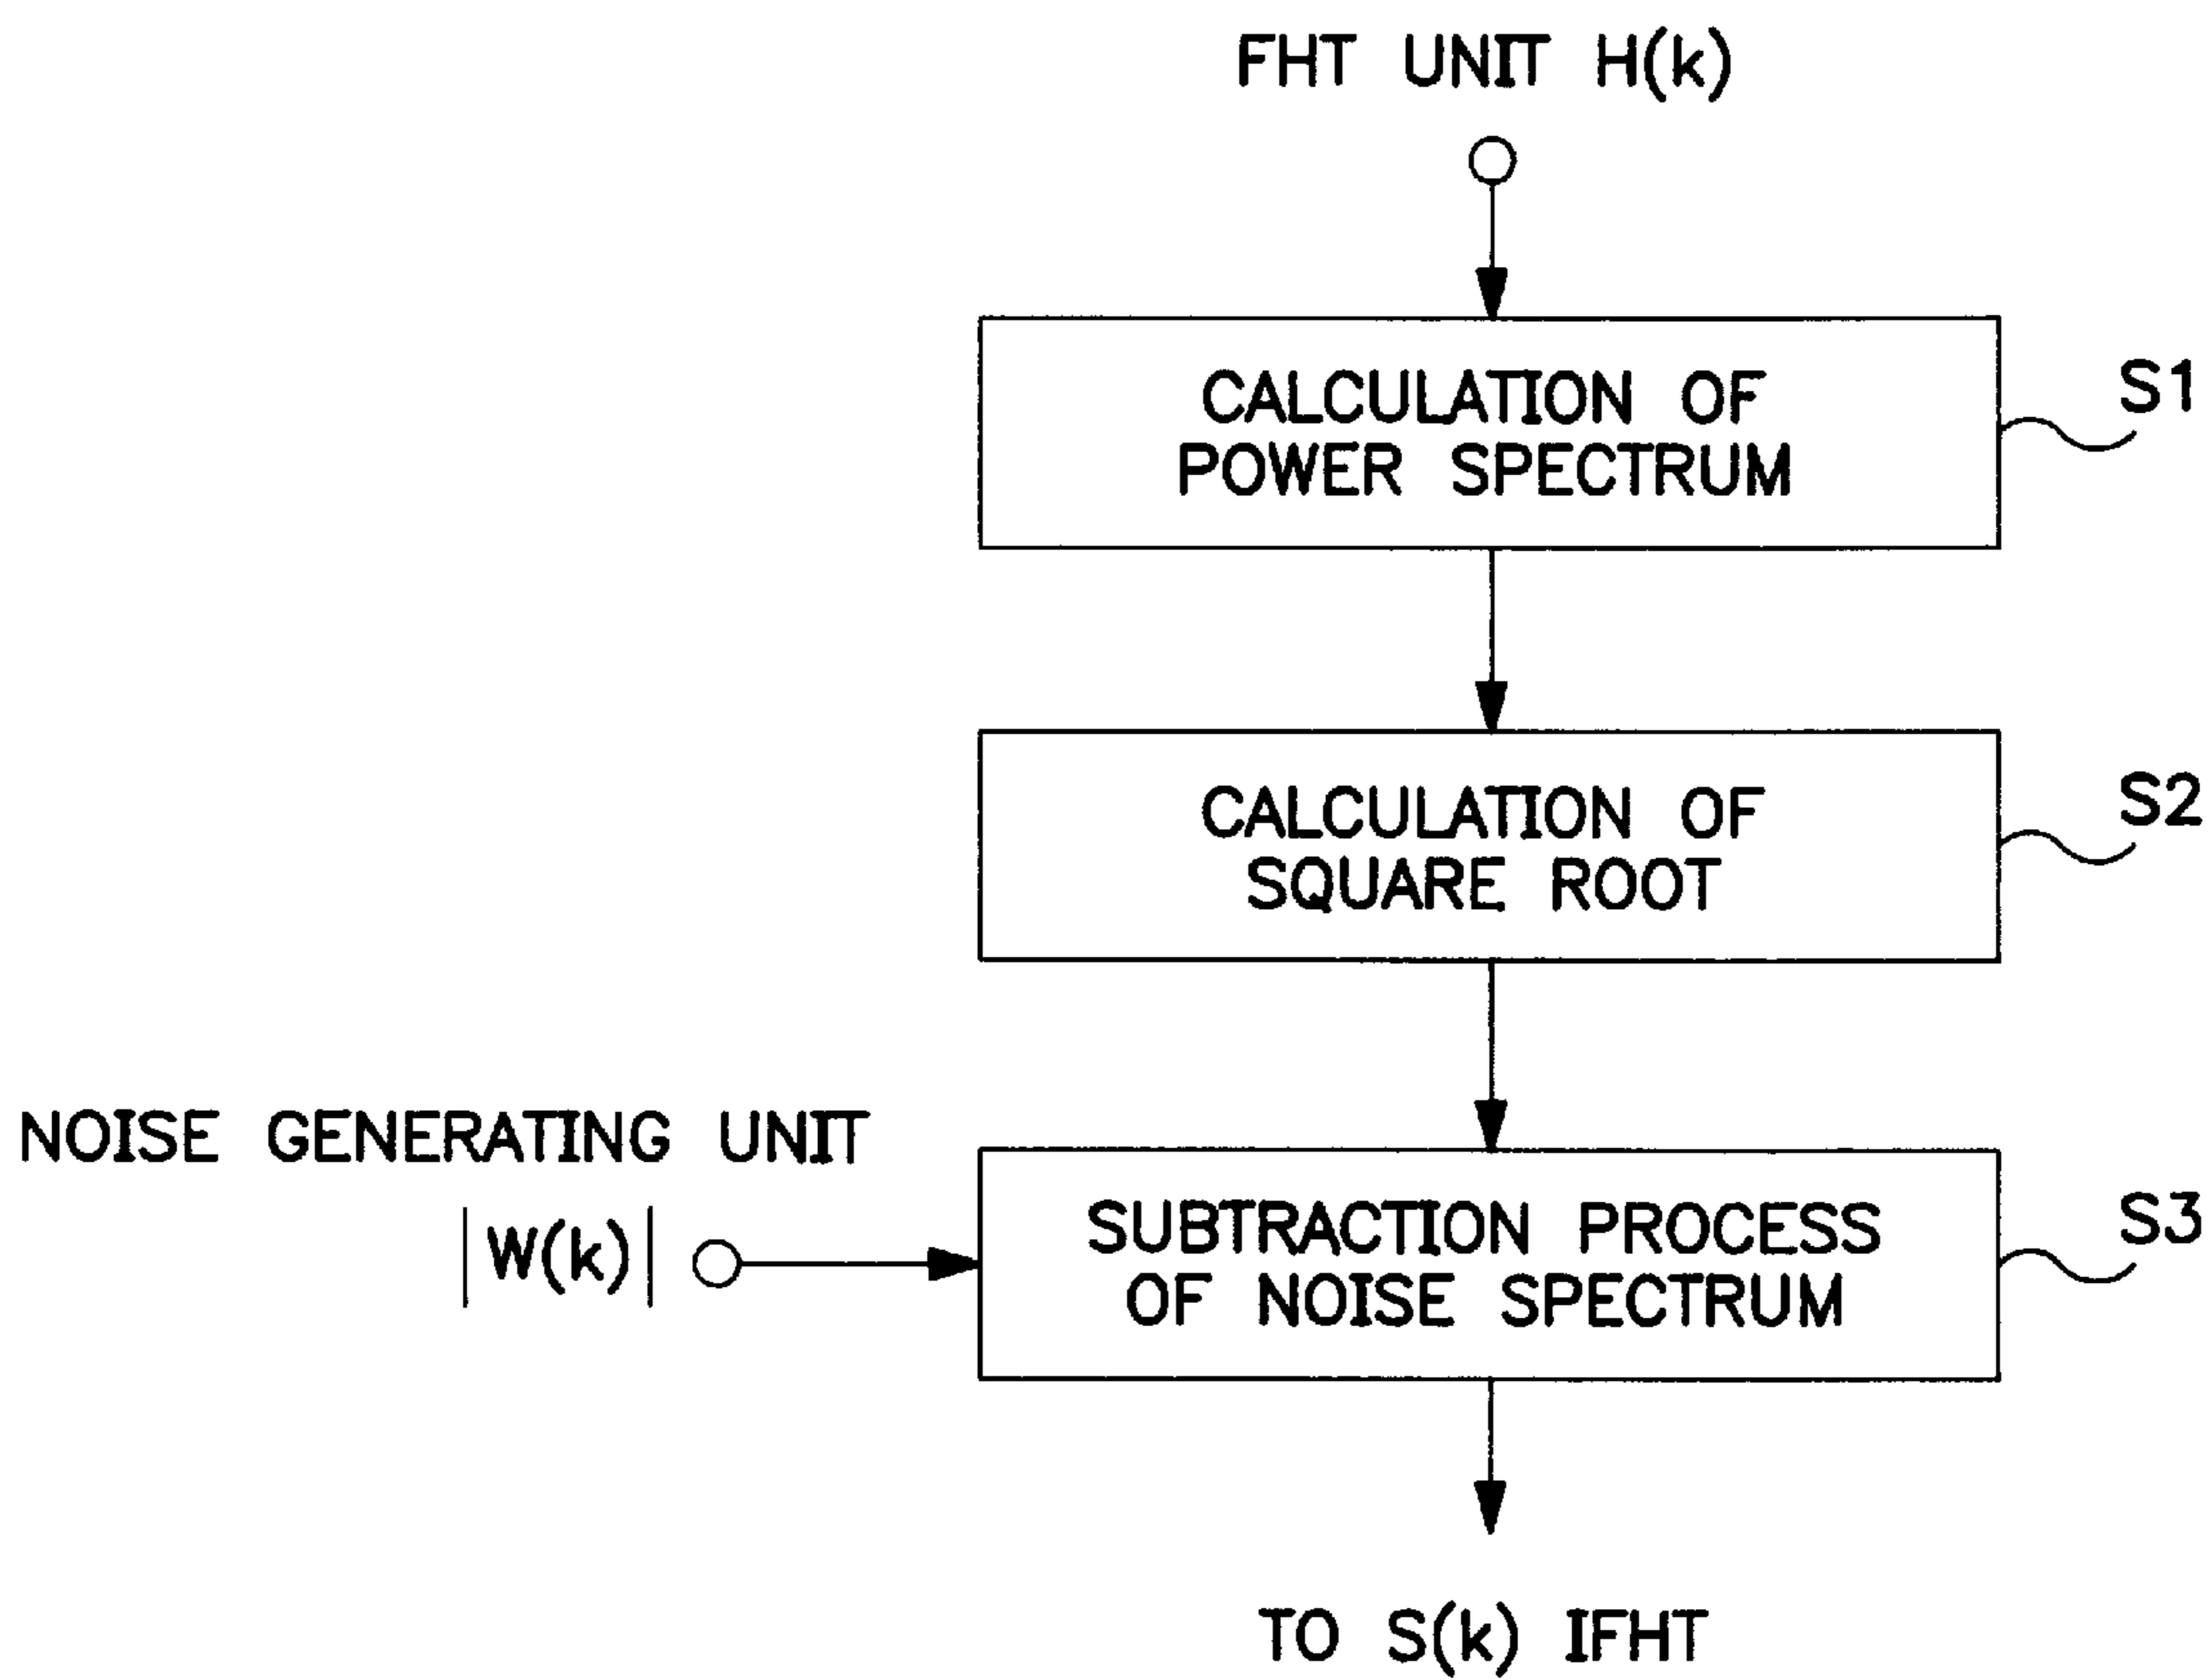 FHT UNIT H(k)
CALCULATION OF
POWER SPECTRUM
S1
CALCULATION OF
SQUARE ROOT
S2
NOISE GENERATING UNIT
|W(k)|
SUBTRACTION PROCESS
OF NOISE SPECTRUM
S3
TO S(k) IFHT